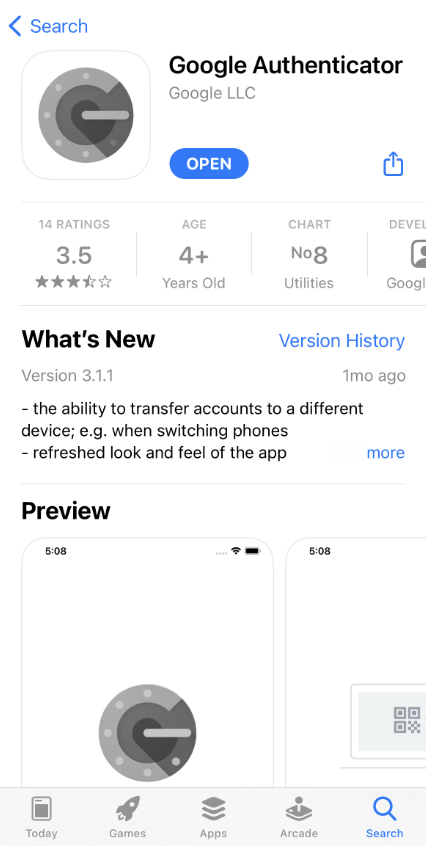 Search
Google Authenticator
Google LLC
OPEN
14 RATINGS
3.5
AGE
4+
Years Old
CHART
No8
Utilities
DEVEL
Googl
What's New
Version History
Version 3.1.1
1mo ago
- the ability to transfer accounts to a different
device; e.g. when switching phones
- refreshed look and feel of the app
more
Preview
5:08
5:08
Today
Games
Apps
Arcade
Search